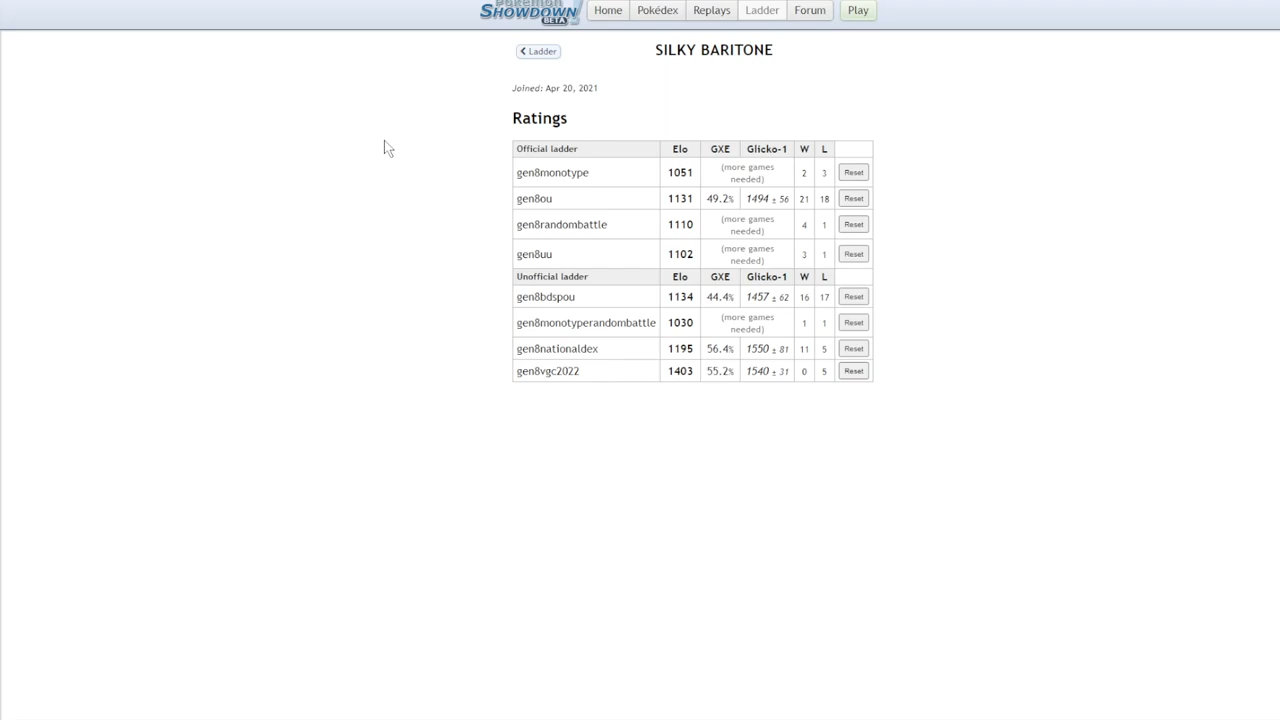 Pokémon
SHOWDOWN!
BETA
Home Pokédex Replays Ladder Forum Play
Ladder
SILKY BARITONE
Joined: Apr 20, 2021
Ratings
Official ladder Elo GXE Glicko-1 W L
gen8monotype 1051 (more games needed) 2 3 Reset
gen8ou 1131 49.2% 1494 ± 56 21 18 Reset
gen8randombattle 1110 (more games needed) 4 1 Reset
gen8uu 1102 (more games needed) 3 1 Reset
Unofficial ladder Elo GXE Glicko-1 W L
gen8bdspou 1134 44.4% 1457 ± 62 16 17 Reset
gen8monotyperandombattle 1030 (more games needed) 1 1 Reset
gen8nationaldex 1195 56.4% 1550 ± 81 11 5 Reset
gen8vgc2022 1403 55.2% 1540 ± 31 0 5 Reset